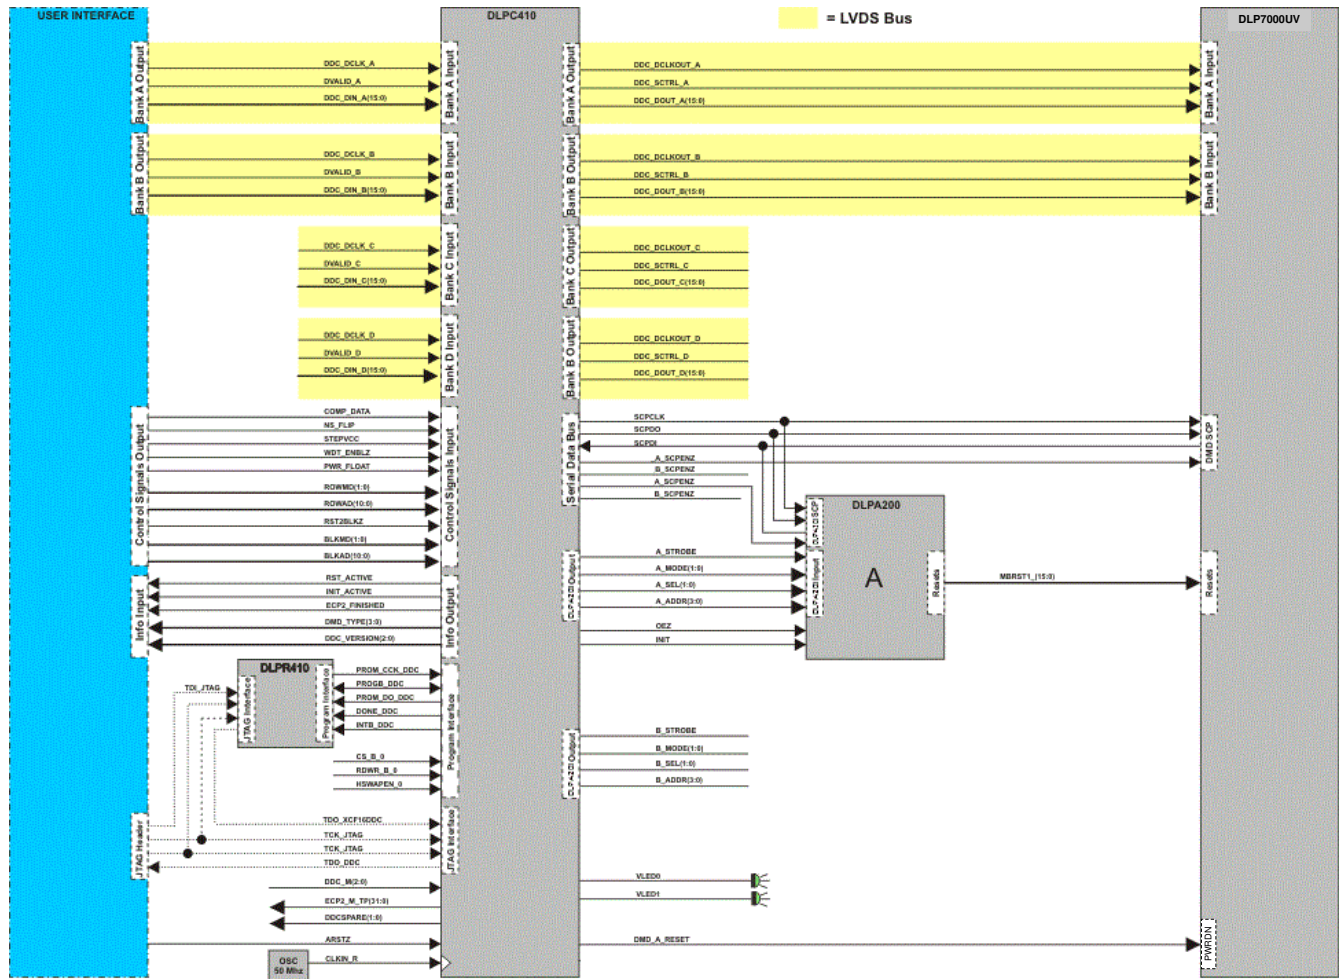 USER INTERFACE
DLPC410
= LVDS Bus
DLP7000UV
Bank A Output
DDC_DCLK_A
DVALID_A
DDC_DIN_A(15:0)
Bank A Input
Bank A Output
DDC_DCLKOUT_A
DDC_SCTRL_A
DDC_DOUT_A(15:0)
Bank A Input
Bank B Output
DDC_DCLK_B
DVALID_B
DDC_DIN_B(15:0)
Bank B Input
Bank B Output
DDC_DCLKOUT_B
DDC_SCTRL_B
DDC_DOUT_B(15:0)
Bank B Input
DDC_DCLK_C
DVALID_C
DDC_DIN_C(15:0)
Bank C Input
Bank C Output
DDC_DCLKOUT_C
DDC_SCTRL_C
DDC_DOUT_C(15:0)
DDC_DCLK_D
DVALID_D
DDC_DIN_D(15:0)
Bank D Input
Bank B Output
DDC_DCLKOUT_D
DDC_SCTRL_D
DDC_DOUT_D(15:0)
Control Signals Output
COMP_DATA
NS_FLIP
STEPVCC
WDT_ENBLZ
PWR_FLOAT
ROWMD(1:0)
ROWAD(10:0)
RST2BLKZ
BLKMD(1:0)
BLKAD(10:0)
Control Signals Input
Serial Data Bus
SCPCLK
SCPDO
SCPDI
A_SCPENZ
B_SCPENZ
A_SCPENZ
B_SCPENZ
DMD SCP
DLPA200
DLPA200 SCP
A
DLPA200 Output
A_STROBE
A_MODE(1:0)
A_SEL(1:0)
A_ADDR(3:0)
OEZ
INIT
DLPA200 Input
Resets
MBRST1_(15:0)
Resets
Info Input
RST_ACTIVE
INIT_ACTIVE
ECP2_FINISHED
DMD_TYPE(3:0)
DDC_VERSION(2:0)
Info Output
DLPR410
TDI_JTAG
JTAG Interface
Program Interface
PROM_CCK_DDC
PROGB_DDC
PROM_DO_DDC
DONE_DDC
INTB_DDC
CS_B_0
RDWR_B_0
HSWAPEN_0
Program Interface
DLPA200 Output
B_STROBE
B_MODE(1:0)
B_SEL(1:0)
B_ADDR(3:0)
JTAG Header
TDO_XCF16DDC
TCK_JTAG
TCK_JTAG
TDO_DDC
JTAG Interface
DDC_M(2:0)
ECP2_M_TP(31:0)
DDCSPARE(1:0)
VLED0
VLED1
ARSTZ
DMD_A_RESET
PWRDN
OSC
50 Mhz
CLKIN_R